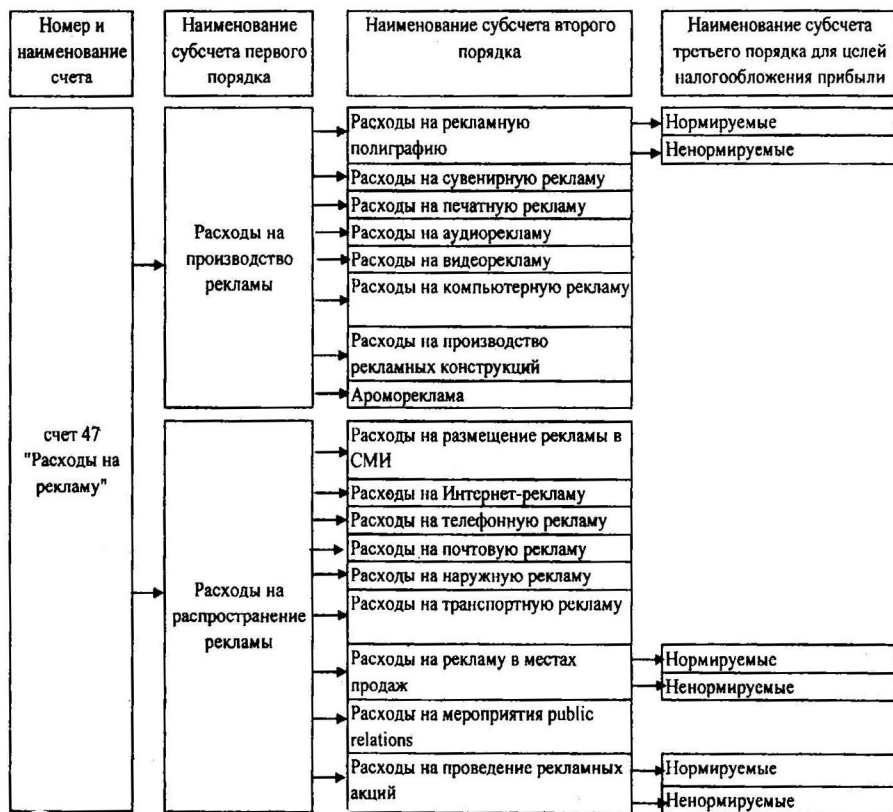 Номер и
наименование
счета
Наименование
субсчета первого
порядка
Наименование субсчета второго
порядка
Наименование субсчета
третьего порядка для целей
налогообложения прибыли
счет 47
"Расходы на
рекламу"
Расходы на
производство
рекламы
Расходы на рекламную
полиграфию
Нормируемые
Ненормируемые
Расходы на сувенирную рекламу
Расходы на печатную рекламу
Расходы на аудиорекламу
Расходы на видеорекламу
Расходы на компьютерную рекламу
Расходы на производство
рекламных конструкций
Аромореклама
Расходы на
распространение
рекламы
Расходы на размещение рекламы в
СМИ
Расходы на Интернет-рекламу
Расходы на телефонную рекламу
Расходы на почтовую рекламу
Расходы на наружную рекламу
Расходы на транспортную рекламу
Расходы на рекламу в местах
продаж
Нормируемые
Ненормируемые
Расходы на мероприятия public
relations
Расходы на проведение рекламных
акций
Нормируемые
Ненормируемые